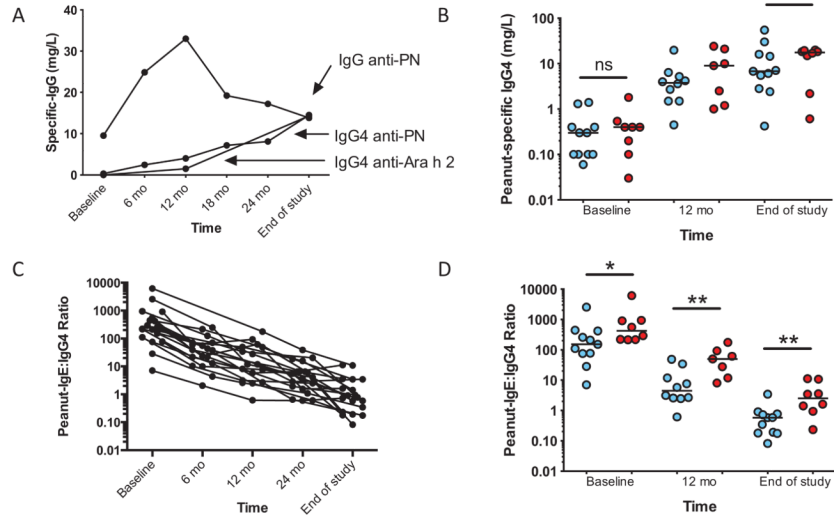 A
Specific-IgG (mg/L)
40
30
20
10
0
IgG anti-PN
IgG4 anti-PN
IgG4 anti-Ara h 2
Baseline
6 mo
12 mo
18 mo
24 mo
End of study
Time
B
Peanut-specific IgG4 (mg/L)
100
10
1
0.10
0.01
ns
Baseline
12 mo
End of study
Time
C
Peanut-IgE:IgG4 Ratio
10000
1000
100
10
1
0.10
0.01
Baseline
6 mo
12 mo
24 mo
End of study
Time
D
Peanut-IgE:IgG4 Ratio
10000
1000
100
10
1
0.10
0.01
*
**
**
Baseline
12 mo
End of study
Time